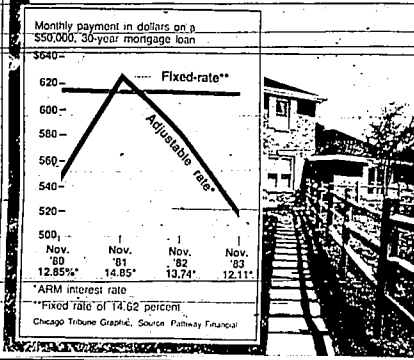 Monthly payment in dollars on a
$50,000, 30-year mortgage loan
$640
620
600
580
560
540
520
500
Fixed-rate**
Adjustable rate*
Nov. Nov. Nov. Nov.
'80 '81 '82 '83
12.85%* 14.85* 13.74* 12.11*
*ARM interest rate
**Fixed rate of 14.62 percent
Chicago Tribune Graphic, Source: Pathway Financial